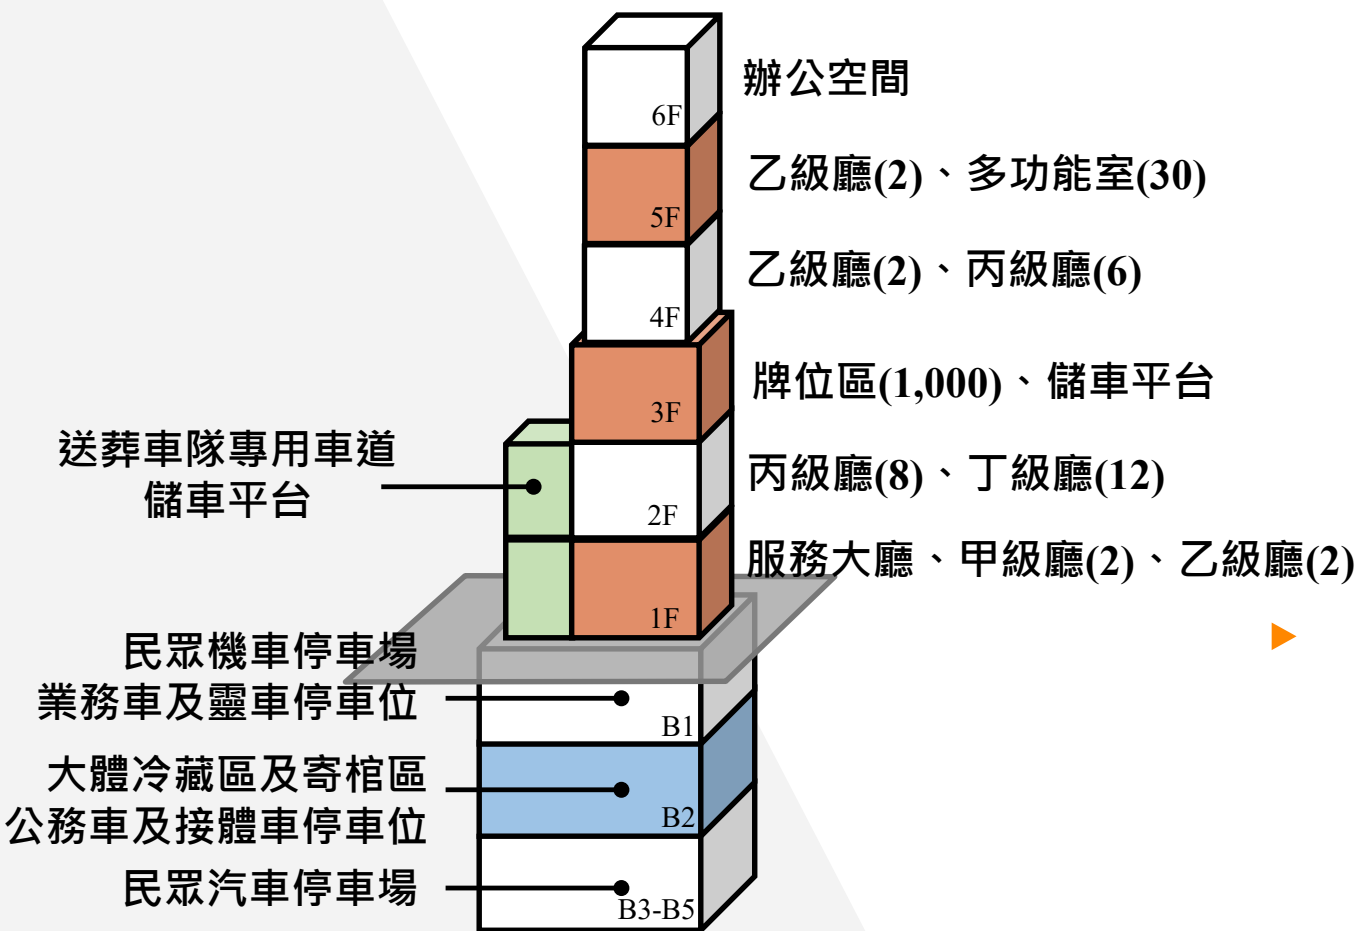 辦公空間
6F
乙級廳(2)、多功能室(30)
5F
乙級廳(2)、丙級廳(6)
4F
牌位區(1,000)、儲車平台
3F
送葬車隊專用車道
儲車平台
丙級廳(8)、丁級廳(12)
2F
服務大廳、甲級廳(2)、乙級廳(2)
1F
民眾機車停車場
業務車及靈車停車位
B1
大體冷藏區及寄棺區
公務車及接體車停車位
B2
民眾汽車停車場
B3-B5